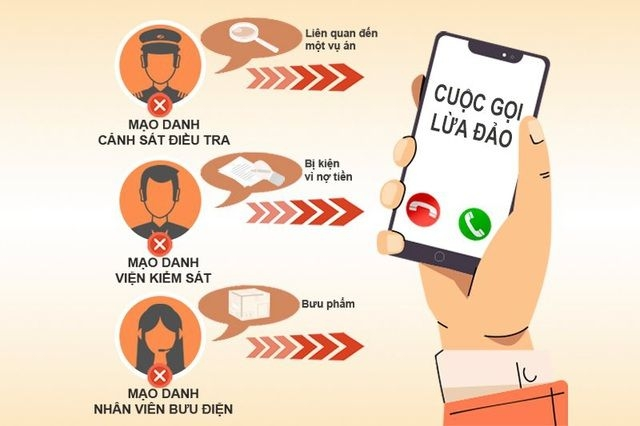 Liên quan đến
một vụ án
MẠO DANH
CẢNH SÁT ĐIỀU TRA
Bị kiện
vì nợ tiền
MẠO DANH
VIỆN KIỂM SÁT
Bưu phẩm
MẠO DANH
NHÂN VIÊN BƯU ĐIỆN
CUỘC GỌI
LỪA ĐẢO